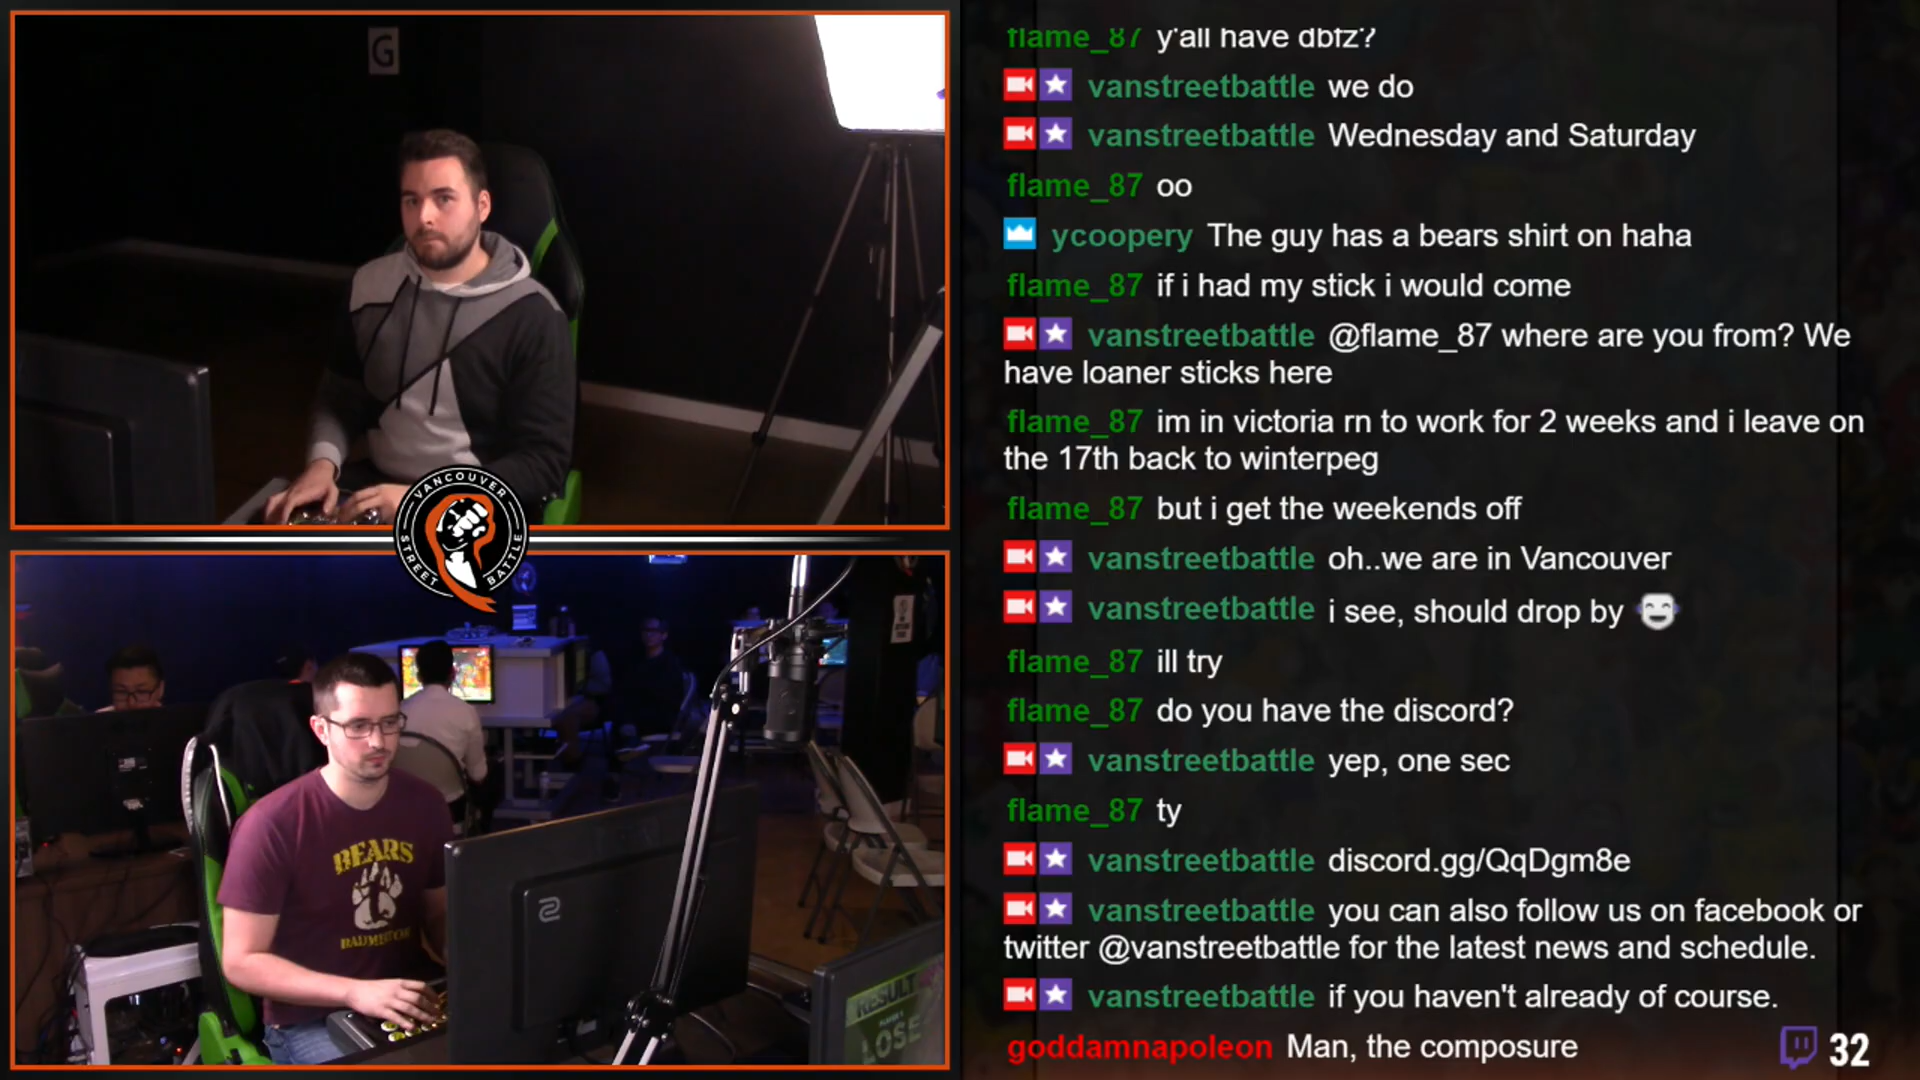 G
VANCOUVER
STREET BATTLE
BEARS
BADMINTON
RESULT
PLAYER 1
LOSE
flame_87 y'all have dbfz?
vanstreetbattle we do
vanstreetbattle Wednesday and Saturday
flame_87 oo
ycoopery The guy has a bears shirt on haha
flame_87 if i had my stick i would come
vanstreetbattle @flame_87 where are you from? We
have loaner sticks here
flame_87 im in victoria rn to work for 2 weeks and i leave on
the 17th back to winterpeg
flame_87 but i get the weekends off
vanstreetbattle oh..we are in Vancouver
vanstreetbattle i see, should drop by
flame_87 ill try
flame_87 do you have the discord?
vanstreetbattle yep, one sec
flame_87 ty
vanstreetbattle discord.gg/QqDgm8e
vanstreetbattle you can also follow us on facebook or
twitter @vanstreetbattle for the latest news and schedule.
vanstreetbattle if you haven't already of course.
goddamnapoleon Man, the composure
32